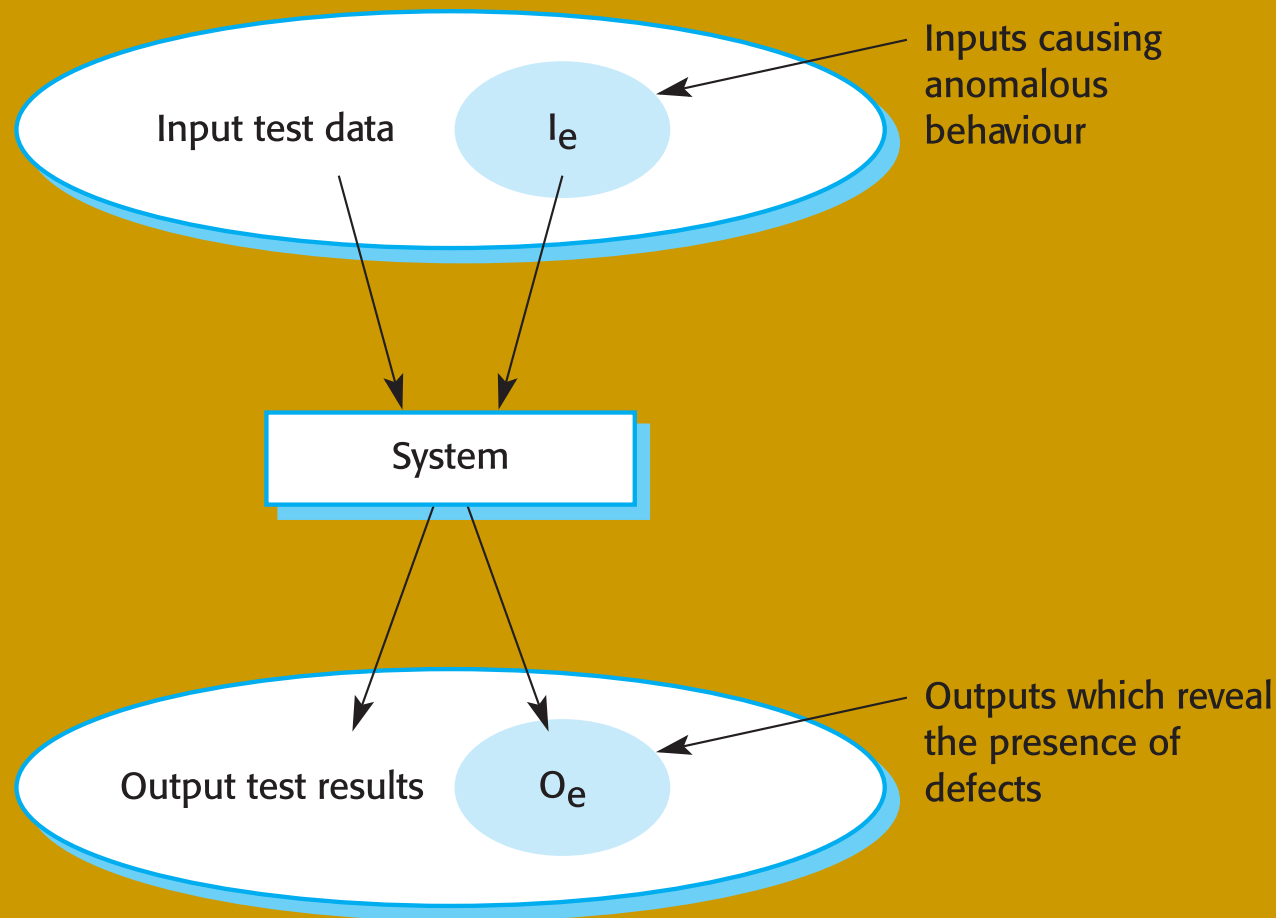 Inputs causing
anomalous
behaviour
Input test data
Ie
System
Outputs which reveal
the presence of
defects
Output test results
Oe